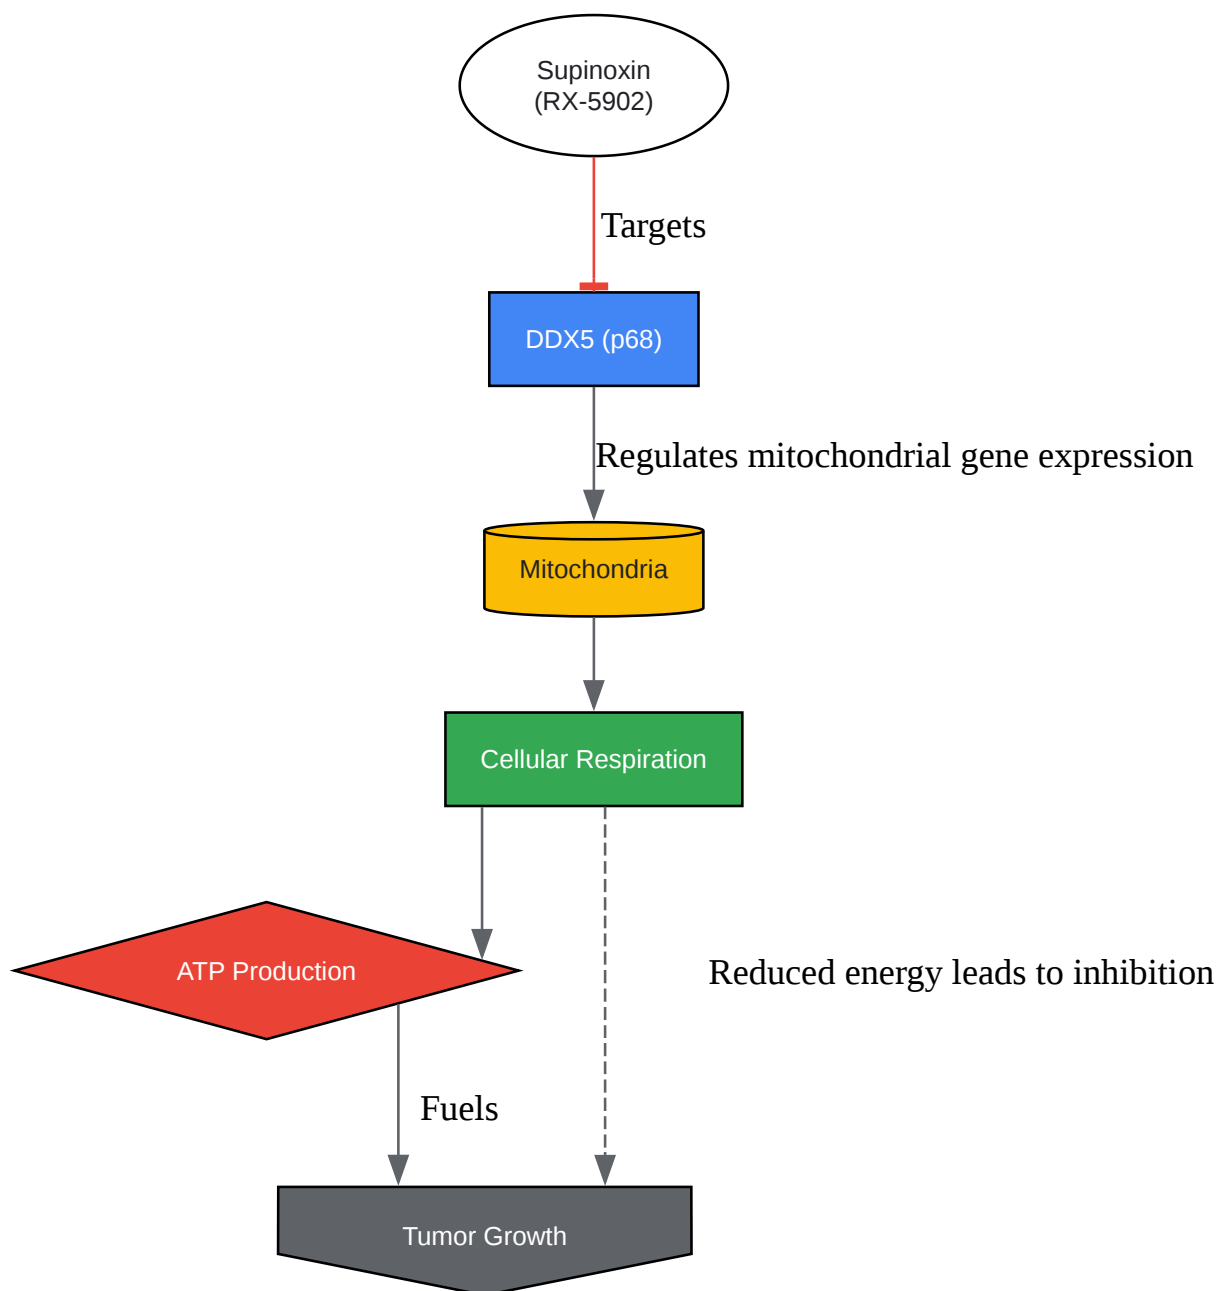 Supinoxin
(RX-5902)
Targets
DDX5 (p68)
Regulates mitochondrial gene expression
Mitochondria
Cellular Respiration
ATP Production
Reduced energy leads to inhibition
Fuels
Tumor Growth